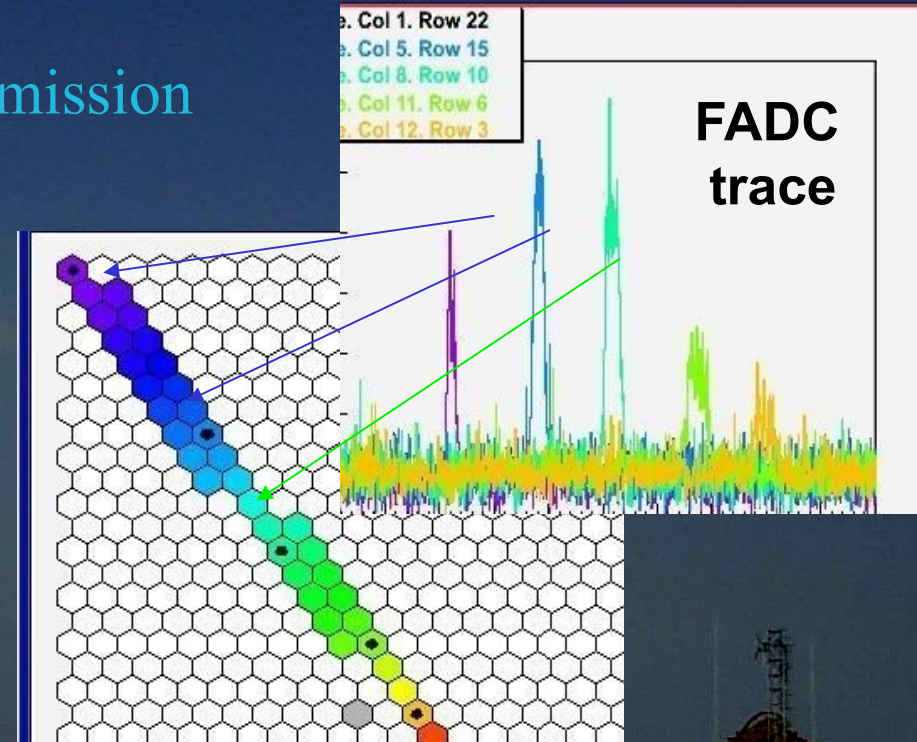 mission
e. Col 1. Row 22
e. Col 5. Row 15
e. Col 8. Row 10
e. Col 11. Row 6
e. Col 12. Row 3
FADC
trace